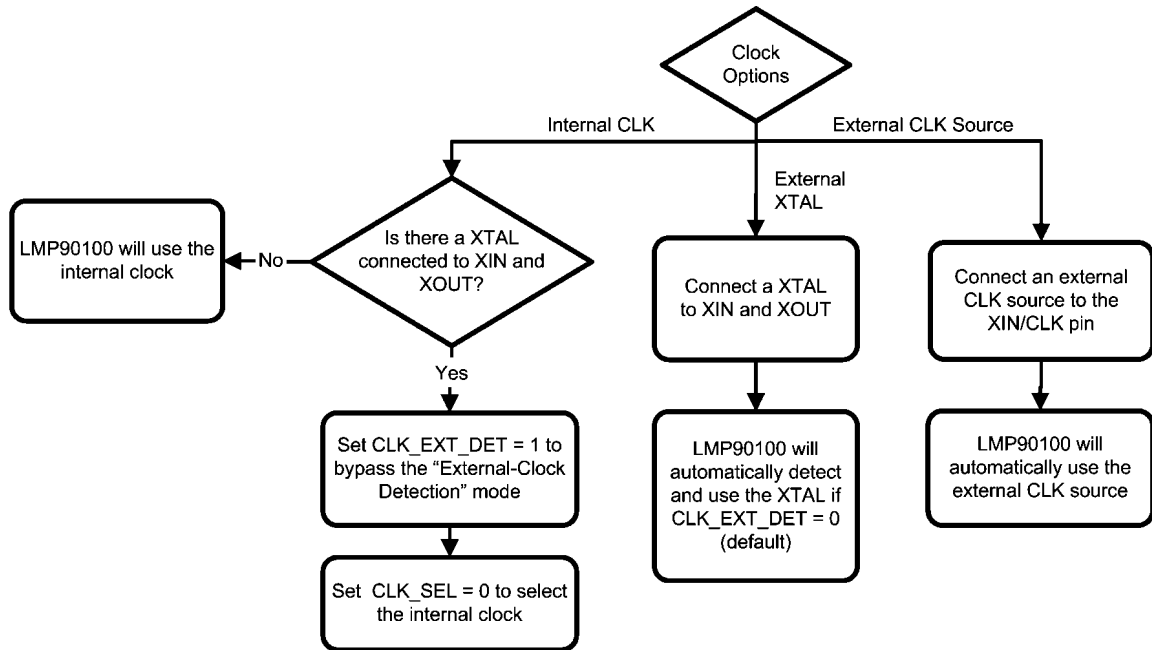 Clock
Options
Internal CLK
External CLK Source
External
XTAL
LMP90100 will use the
internal clock
No
Is there a XTAL
connected to XIN and
XOUT?
Connect a XTAL
to XIN and XOUT
Connect an external
CLK source to the
XIN/CLK pin
Yes
Set CLK_EXT_DET = 1 to
bypass the “External-Clock
Detection” mode
LMP90100 will
automatically detect
and use the XTAL if
CLK_EXT_DET = 0
(default)
LMP90100 will
automatically use the
external CLK source
Set CLK_SEL = 0 to select
the internal clock